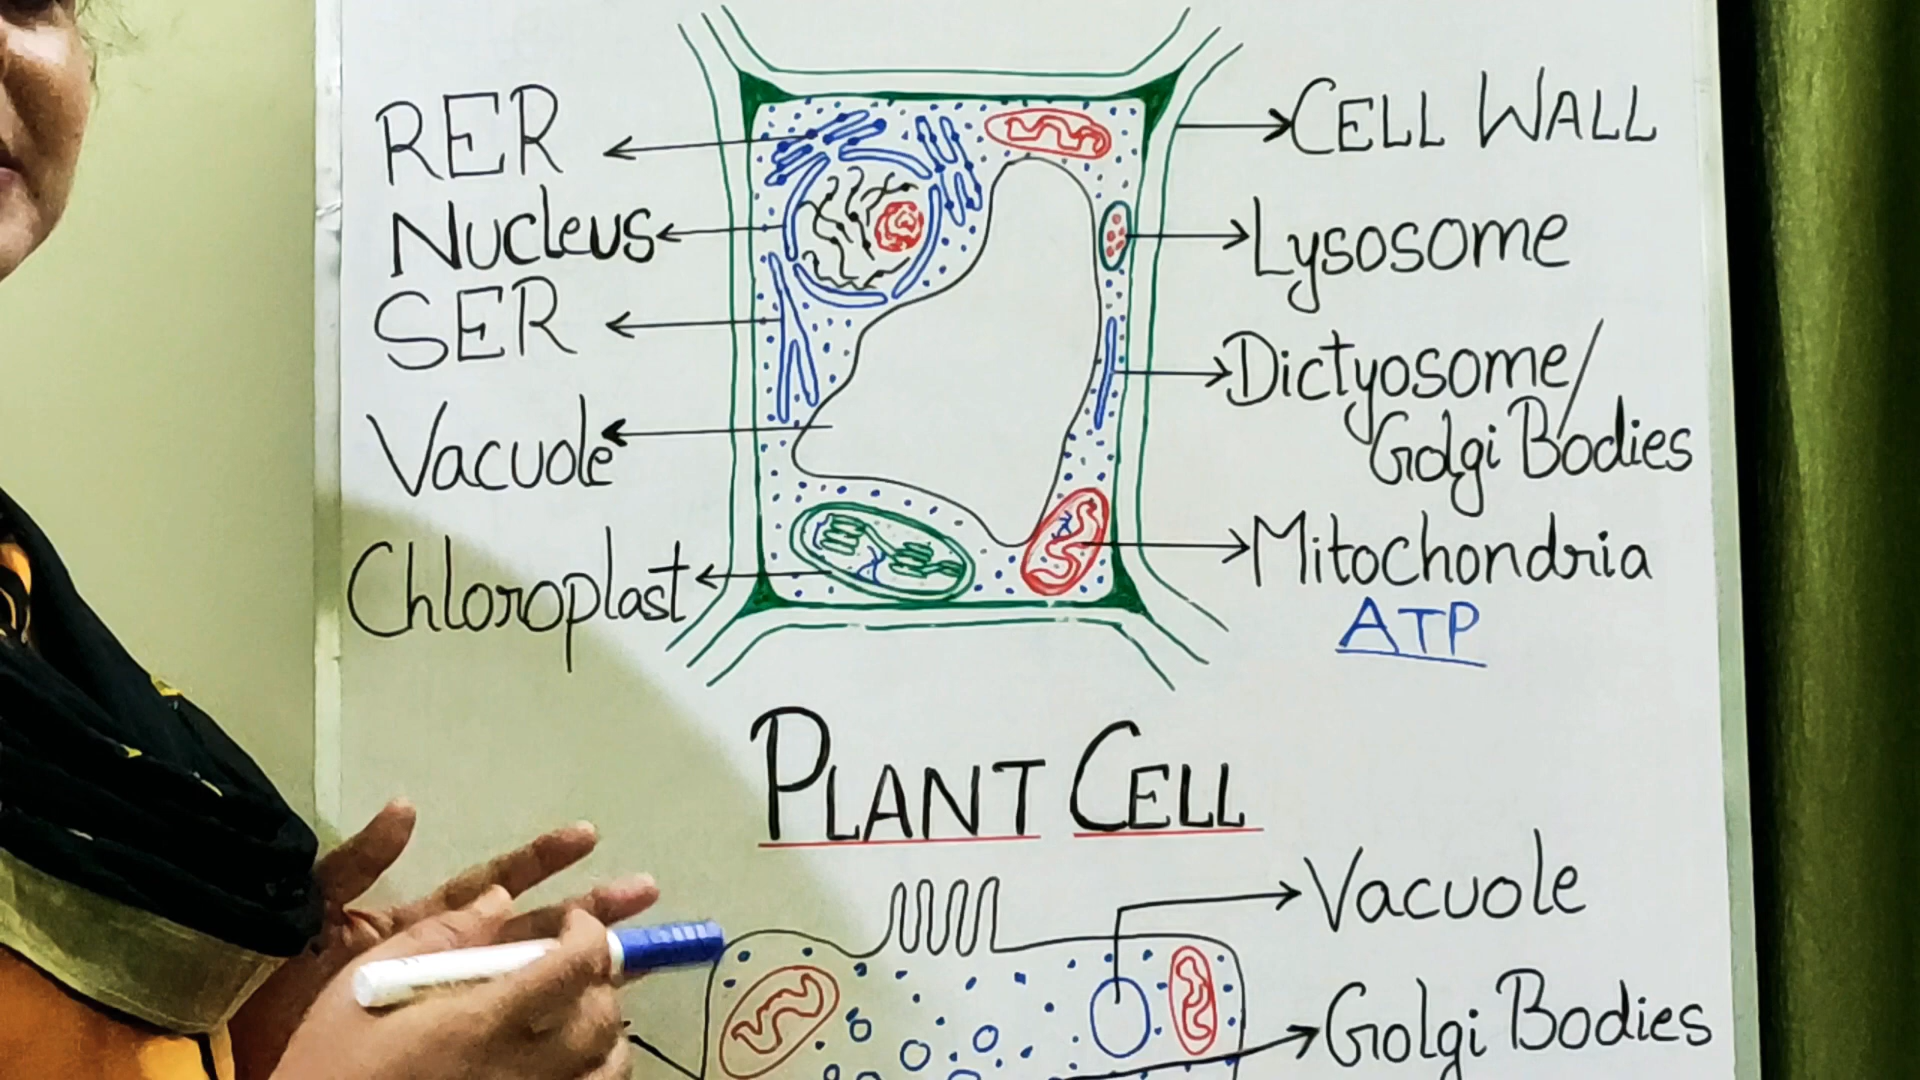 RER
Nucleus
SER
Vacuole
Chloroplast
CELL WALL
Lysosome
Dictyosome/
Golgi Bodies
Mitochondria
ATP
PLANT CELL
Vacuole
Golgi Bodies